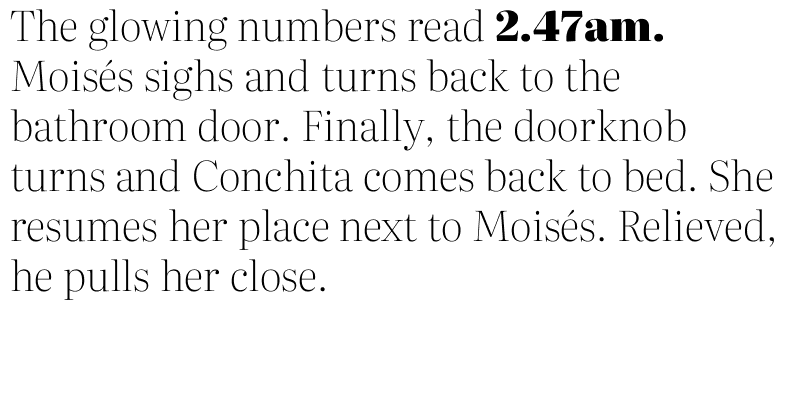 The glowing numbers read 2.47am.
Moisés sighs and turns back to the
bathroom door. Finally, the doorknob
turns and Conchita comes back to bed. She
resumes her place next to Moisés. Relieved,
he pulls her close.